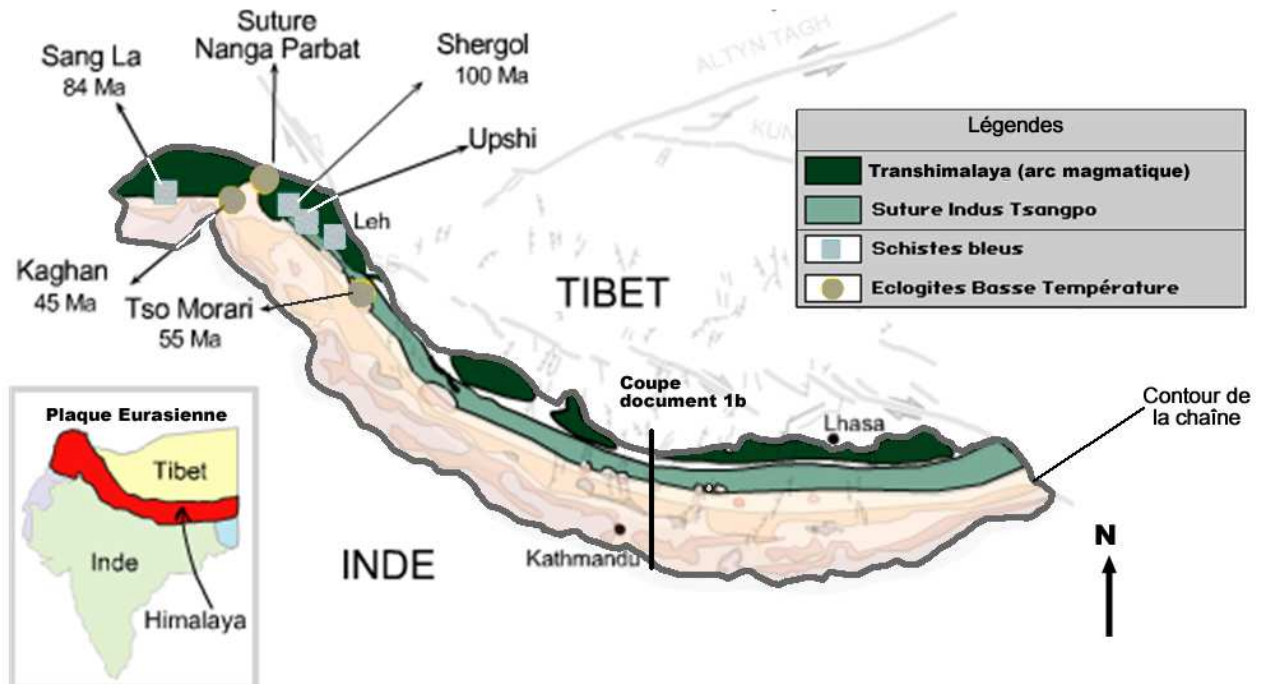 Suture
Nanga Parbat
Sang La
84 Ma
Shergol
100 Ma
Upshi
ALTYN TAGH
KUN
Légendes
Transhimalaya (arc magmatique)
Suture Indus Tsangpo
Schistes bleus
Eclogites Basse Température
Leh
Kaghan
45 Ma
Tso Morari
55 Ma
TIBET
Coupe
document 1b
Lhasa
Contour de
la chaîne
Plaque Eurasienne
Tibet
Inde
Himalaya
INDE
Kathmandu
N